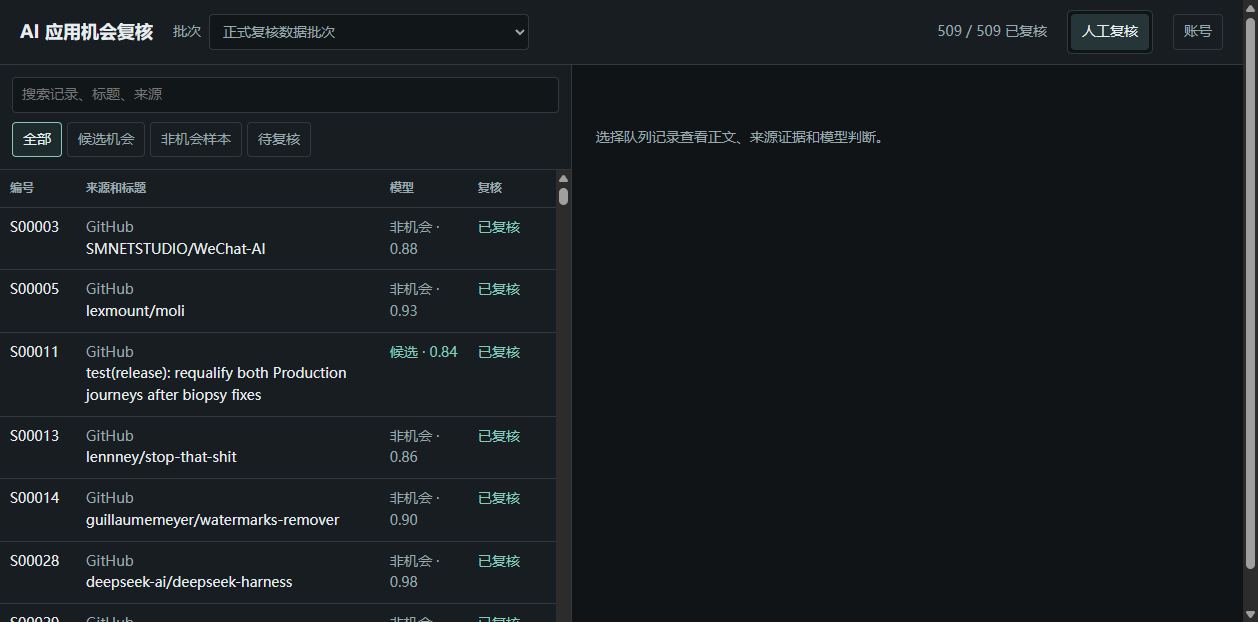 AI 应用机会复核
批次
正式复核数据批次
509 / 509 已复核
人工复核
账号
搜索记录、标题、来源
全部
候选机会
非机会样本
待复核
选择队列记录查看正文、来源证据和模型判断。
编号 来源和标题 模型 复核
S00003 GitHub 非机会 · 已复核
SMNETSTUDIO/WeChat-AI 0.88
S00005 GitHub 非机会 · 已复核
lexmount/moli 0.93
S00011 GitHub 候选 · 0.84 已复核
test(release): requalify both Production
journeys after biopsy fixes
S00013 GitHub 非机会 · 已复核
lennney/stop-that-shit 0.86
S00014 GitHub 非机会 · 已复核
guillaumemeyer/watermarks-remover 0.90
S00028 GitHub 非机会 · 已复核
deepseek-ai/deepseek-harness 0.98
GitHub 非机会 · 已复核